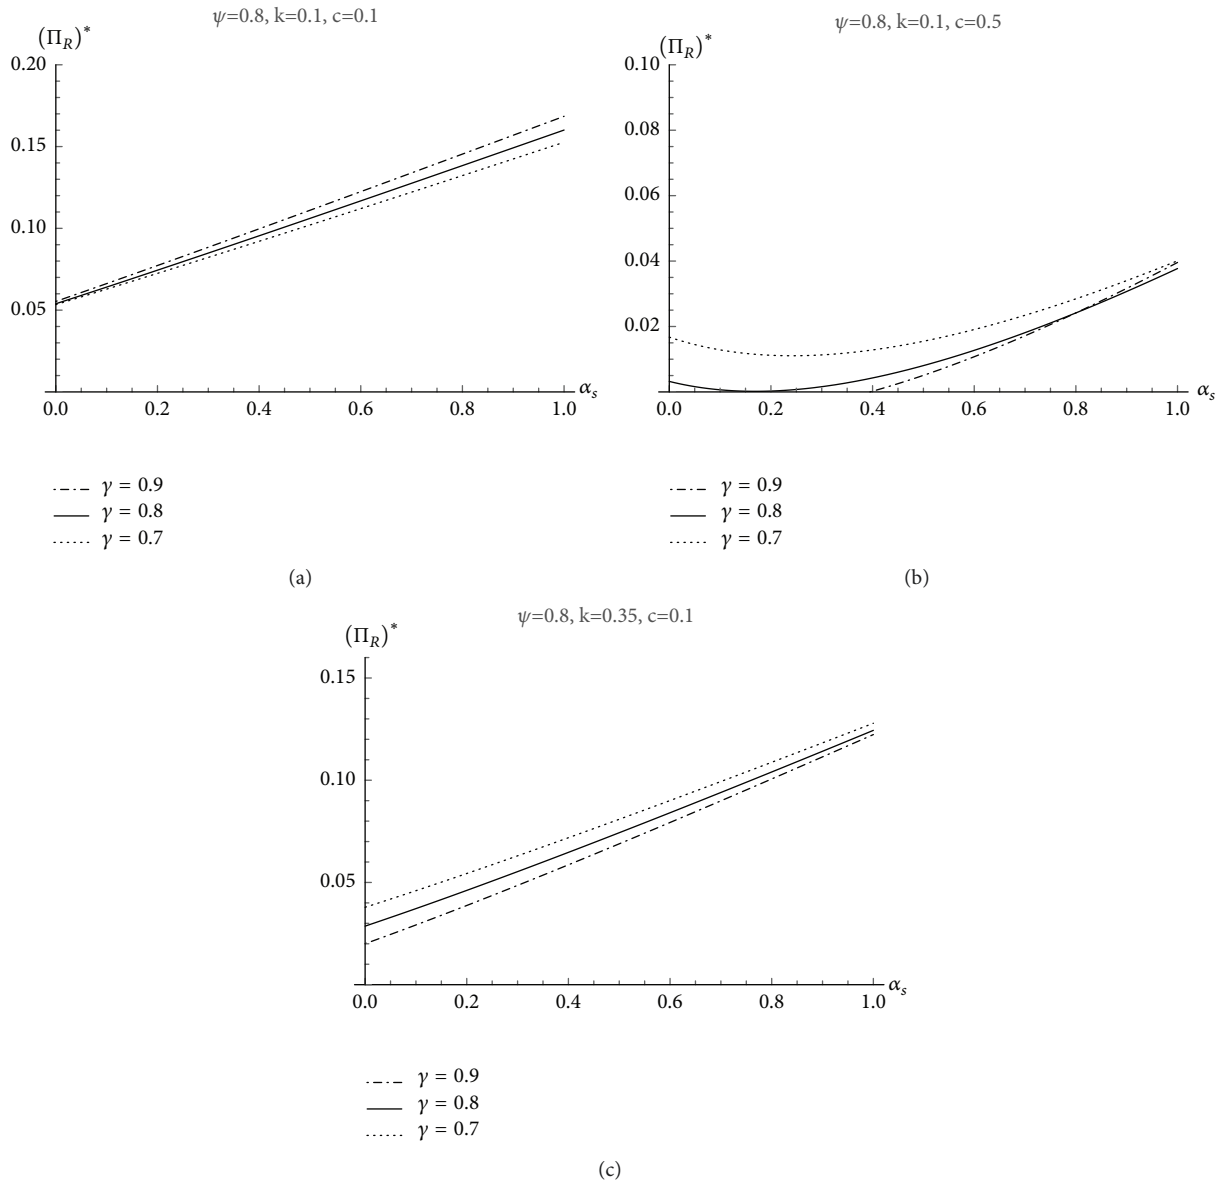 ψ=0.8, k=0.1, c=0.1
(Π_R)*
0.20
0.15
0.10
0.05
0.0 0.2 0.4 0.6 0.8 1.0 α_s
γ = 0.9
γ = 0.8
γ = 0.7
(a)
ψ=0.8, k=0.1, c=0.5
(Π_R)*
0.10
0.08
0.06
0.04
0.02
0.0 0.2 0.4 0.6 0.8 1.0 α_s
γ = 0.9
γ = 0.8
γ = 0.7
(b)
ψ=0.8, k=0.35, c=0.1
(Π_R)*
0.15
0.10
0.05
0.0 0.2 0.4 0.6 0.8 1.0 α_s
γ = 0.9
γ = 0.8
γ = 0.7
(c)